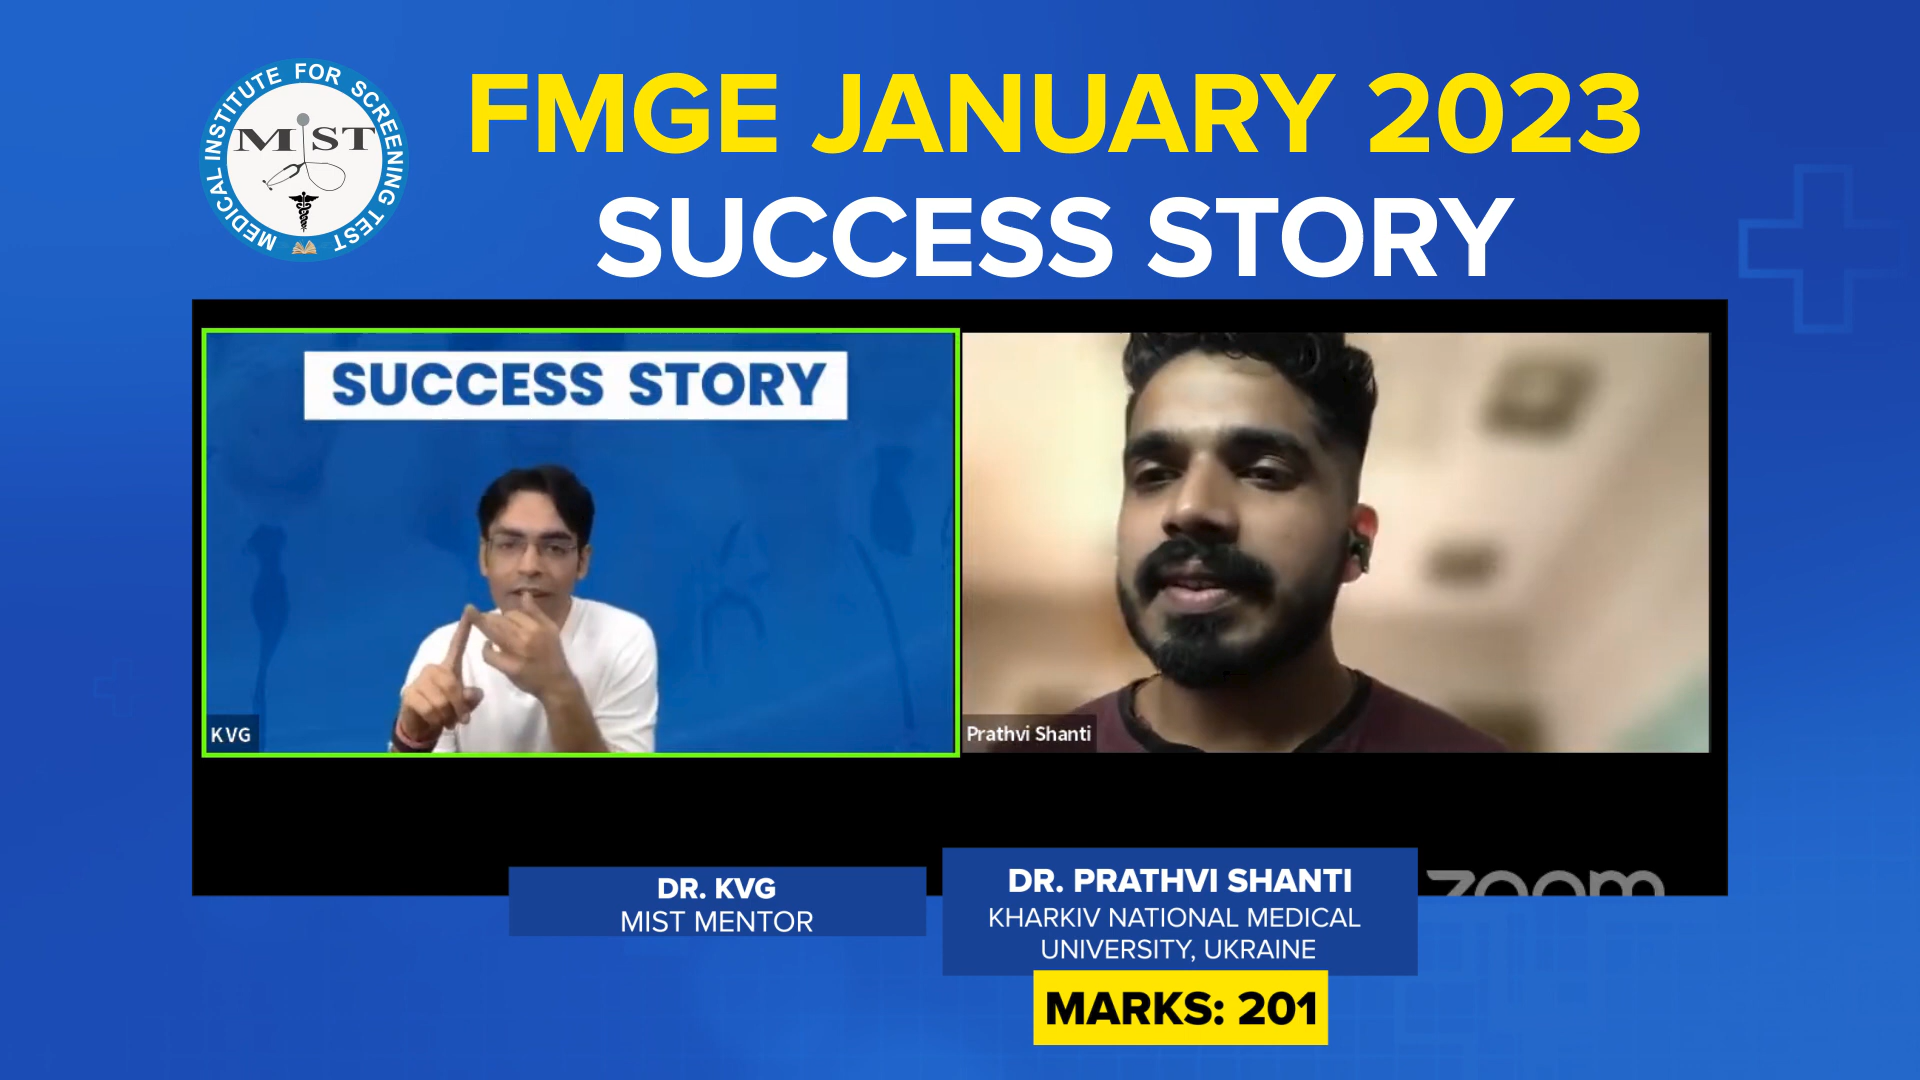 MEDICAL INSTITUTE FOR SCREENING TEST
MIST
FMGE JANUARY 2023
SUCCESS STORY
SUCCESS STORY
KVG
Prathvi Shanti
zoom
DR. KVG
MIST MENTOR
DR. PRATHVI SHANTI
KHARKIV NATIONAL MEDICAL
UNIVERSITY, UKRAINE
MARKS: 201